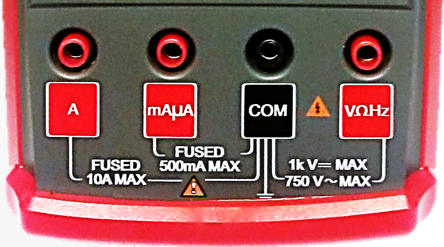 A mAµA COM VΩHz
FUSED
10A MAX
FUSED
500mA MAX
1k V⎓ MAX
750 V～MAX